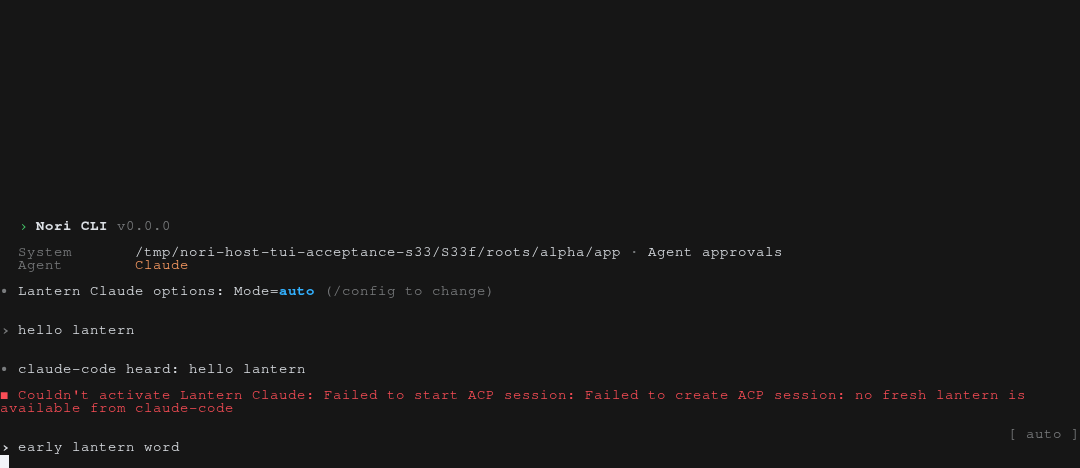 › Nori CLI v0.0.0
System /tmp/nori-host-tui-acceptance-s33/S33f/roots/alpha/app · Agent approvals
Agent Claude
• Lantern Claude options: Mode=auto (/config to change)
› hello lantern
• claude-code heard: hello lantern
■ Couldn't activate Lantern Claude: Failed to start ACP session: Failed to create ACP session: no fresh lantern is
available from claude-code
[ auto ]
› early lantern word